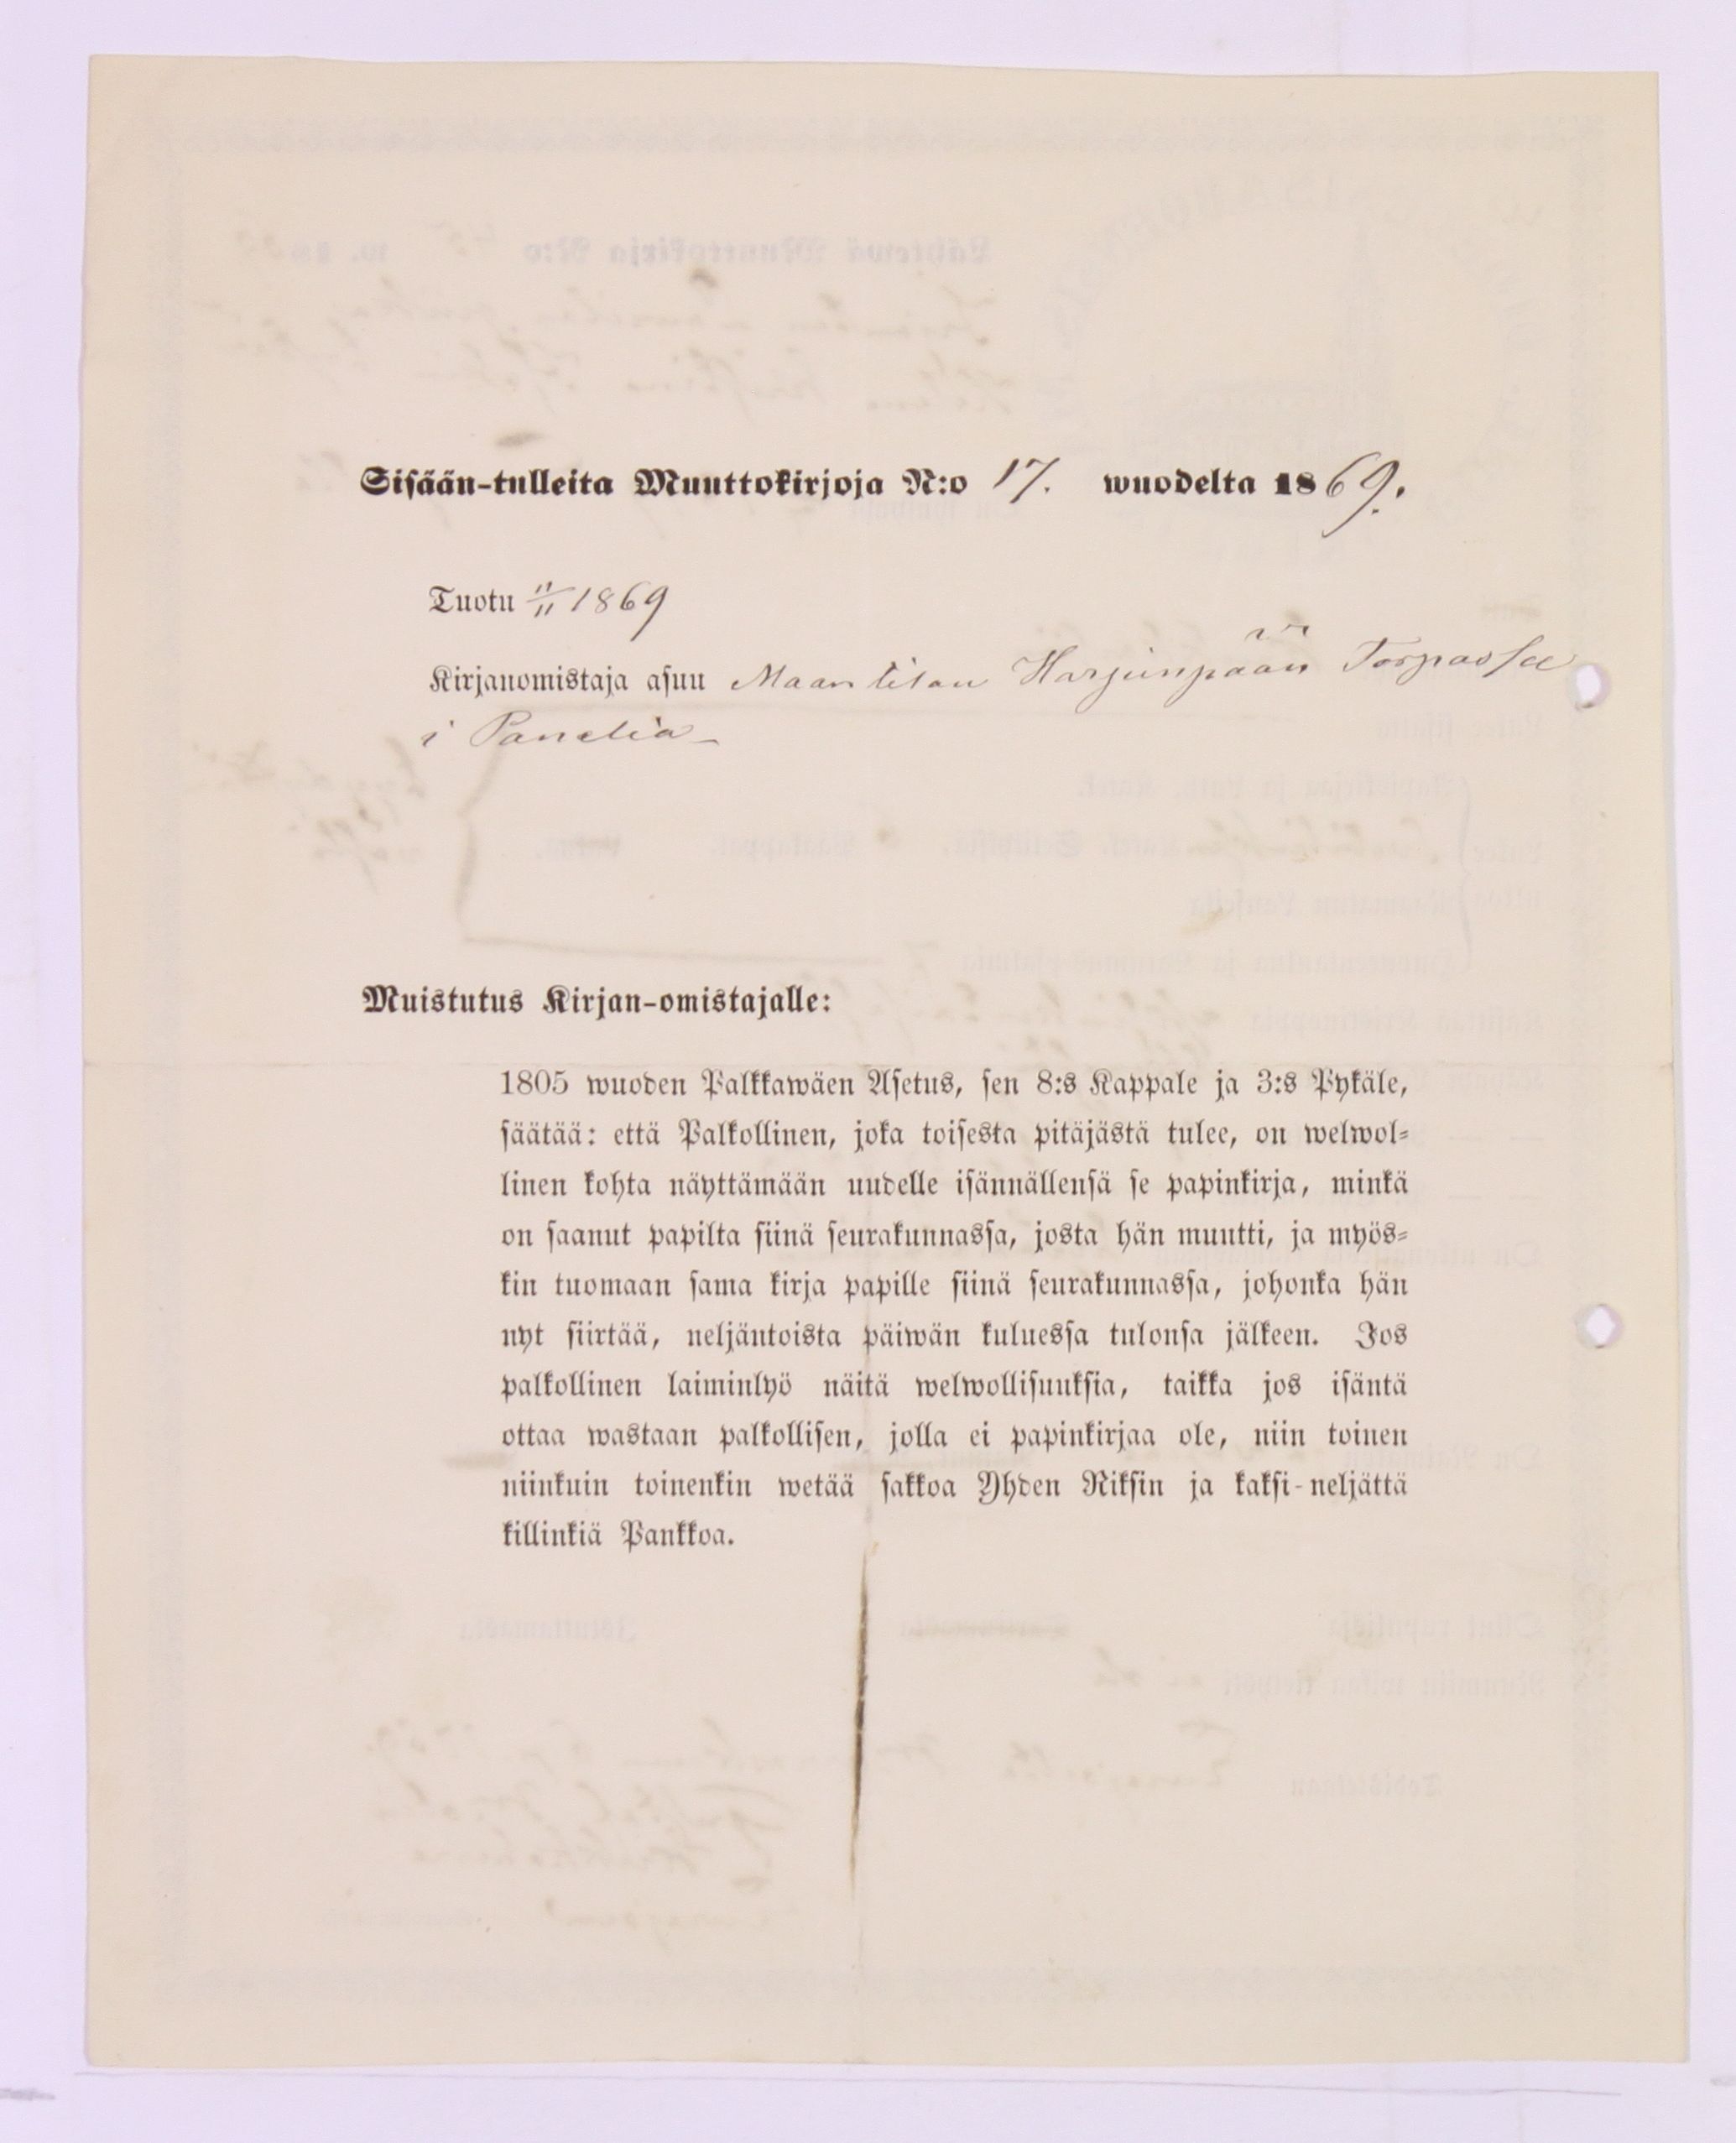 Sisään-tulleita Muuttokirjoja N:o 17. wuodelta 1869.
Tuotu 11/11 1869
Kirjanomistaja asuu Maantilan Harjunpään Torpassa
i Panelia
Muistutus Kirjan-omistajalle:
1805 wuoden Palkkawäen Asetus, sen 8:s Kappale ja 3:s Pykäle,
säätää: että Palkollinen, joka toisesta pitäjästä tulee, on welwol-
linen kohta näyttämään uudelle isännällensä se papinkirja, minkä
on saanut papilta siinä seurakunnassa, josta hän muutti, ja myös-
kin tuomaan sama kirja papille siinä seurakunnassa, johonka hän
nyt siirtää, neljäntoista päiwän kuluessa tulonsa jälkeen. Jos
palkollinen laiminlyö näitä welwollisuuksia, taikka jos isäntä
ottaa wastaan palkollisen, jolla ei papinkirjaa ole, niin toinen
niinkuin toinenkin wetää sakkoa Yhden Riksin ja kaksi-neljättä
killinkiä Pankkoa.